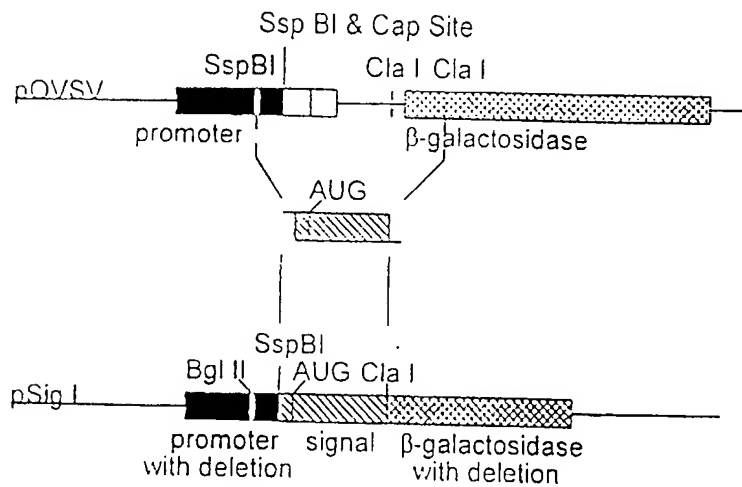 Ssp BI & Cap Site
SspBI
Cla I Cla I
pOVSV
promoter
β-galactosidase
AUG
SspBI
Bgl II
AUG Cla I
pSig I
promoter
with deletion
signal
β-galactosidase
with deletion